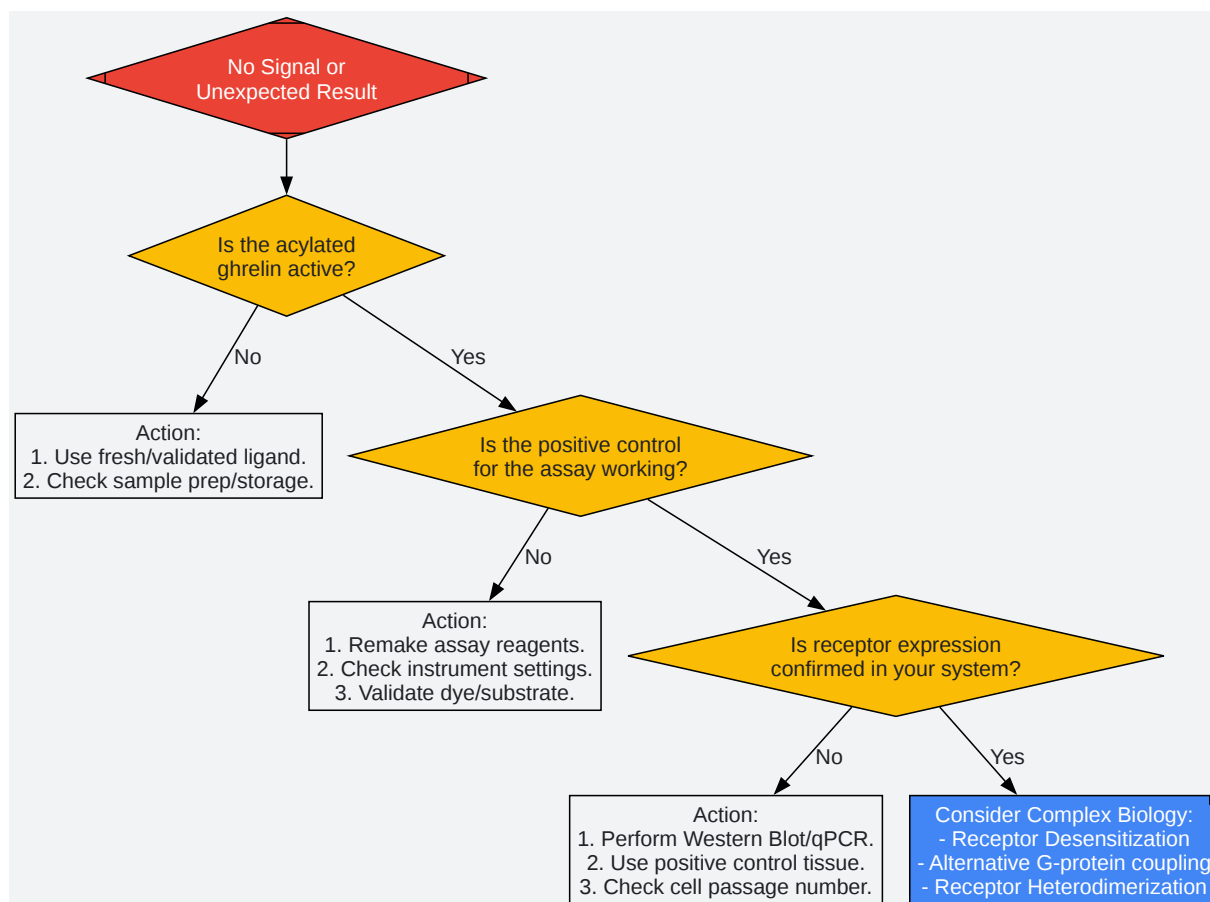 No Signal or
Unexpected Result
Is the acylated
ghrelin active?
No
Yes
Action:
1. Use fresh/validated ligand.
2. Check sample prep/storage.
Is the positive control
for the assay working?
No
Yes
Action:
1. Remake assay reagents.
2. Check instrument settings.
3. Validate dye/substrate.
Is receptor expression
confirmed in your system?
No
Yes
Action:
1. Perform Western Blot/qPCR.
2. Use positive control tissue.
3. Check cell passage number.
Consider Complex Biology:
- Receptor Desensitization
- Alternative G-protein coupling
- Receptor Heterodimerization